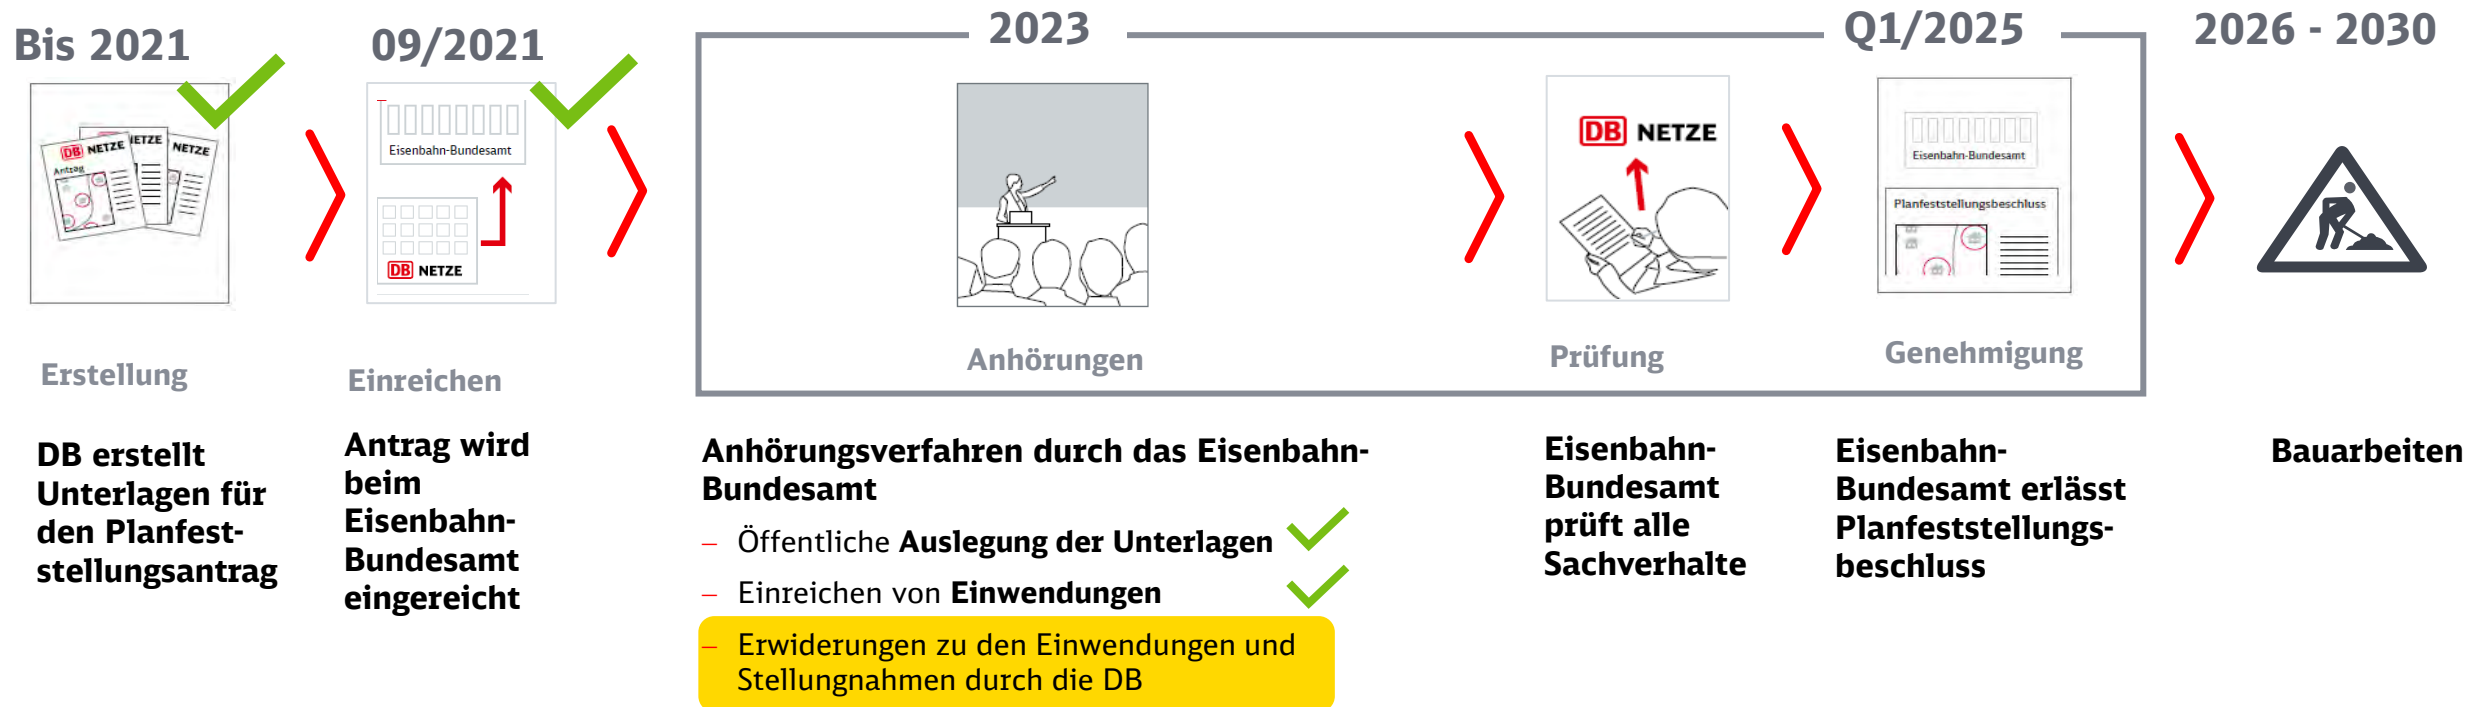 Bis 2021
09/2021
2023
Q1/2025
2026 - 2030
DB NETZE
ETZE
NETZE
Antrag
Eisenbahn-Bundesamt
DB NETZE
DB NETZE
Eisenbahn-Bundesamt
Planfeststellungsbeschluss
Erstellung
Einreichen
Anhörungen
Prüfung
Genehmigung
DB erstellt
Unterlagen für
den Planfest-
stellungsantrag
Antrag wird
beim
Eisenbahn-
Bundesamt
eingereicht
Anhörungsverfahren durch das Eisenbahn-
Bundesamt
– Öffentliche Auslegung der Unterlagen
– Einreichen von Einwendungen
– Erwiderungen zu den Einwendungen und
Stellungnahmen durch die DB
Eisenbahn-
Bundesamt
prüft alle
Sachverhalte
Eisenbahn-
Bundesamt erlässt
Planfeststellungs-
beschluss
Bauarbeiten